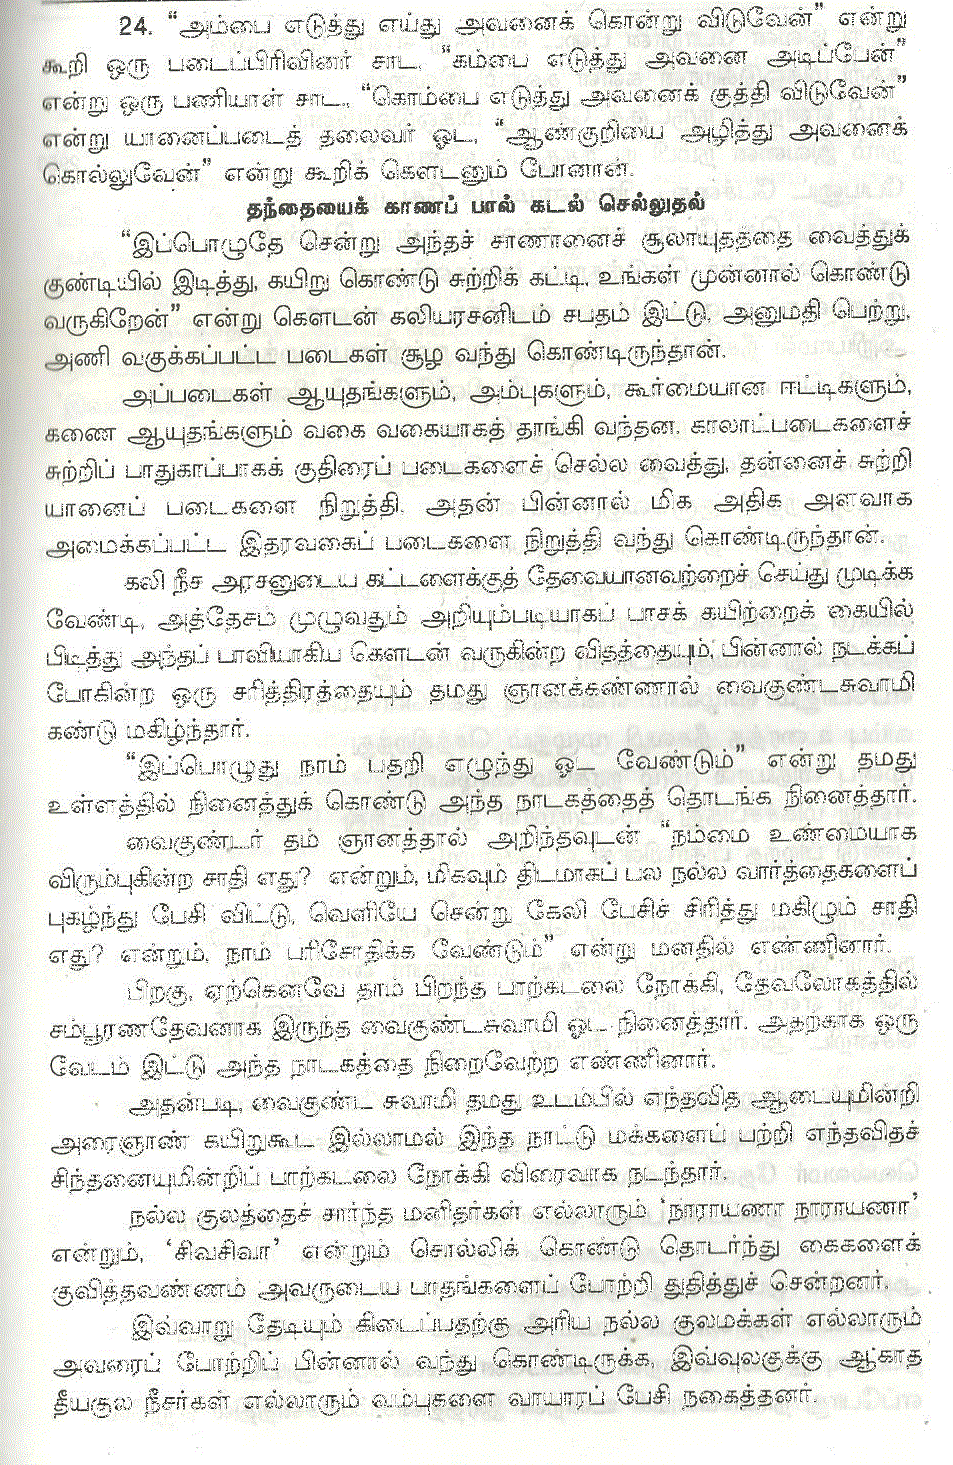 24. “அம்பை எடுத்து எய்து அவனைக் கொன்று விடுவேன்” என்று
கூறி ஒரு படைப்பிரிவினர் சாட, “கம்பை எடுத்து அவனை அடிப்பேன்”
என்று ஒரு பணியாள் சாட, “கொம்பை எடுத்து அவனைக் குத்தி விடுவேன்”
என்று யானைப்படைத் தலைவர் ஓட, “ஆண்குறியை அழித்து அவனைக்
கொல்லுவேன்” என்று கூறிக் கௌடனும் போனான்.
தந்தையைக் காணப் பால் கடல் செல்லுதல்
“இப்பொழுதே சென்று அந்தச் சாணானைச் சூலாயுதத்தை வைத்துக்
குண்டியில் இடித்து, கயிறு கொண்டு சுற்றிக் கட்டி, உங்கள் முன்னால் கொண்டு
வருகிறேன்” என்று கௌடன் கலியரசனிடம் சபதம் இட்டு, அனுமதி பெற்று,
அணி வகுக்கப்பட்ட படைகள் சூழ வந்து கொண்டிருந்தான்.
அப்படைகள் ஆயுதங்களும், அம்புகளும், கூர்மையான ஈட்டிகளும்,
கணை ஆயுதங்களும் வகை வகையாகத் தாங்கி வந்தன. காலாட்படைகளைச்
சுற்றிப் பாதுகாப்பாகக் குதிரைப் படைகளைச் செல்ல வைத்து, தன்னைச் சுற்றி
யானைப் படைகளை நிறுத்தி, அதன் பின்னால் மிக அதிக அளவாக
அமைக்கப்பட்ட இதரவகைப் படைகளை நிறுத்தி வந்து கொண்டிருந்தான்.
கலி நீச அரசனுடைய கட்டளைக்குத் தேவையானவற்றைச் செய்து முடிக்க
வேண்டி, அத்தேசம் முழுவதும் அறியும்படியாகப் பாசக் கயிற்றைக் கையில்
பிடித்து அந்தப் பாவியாகிய கௌடன் வருகின்ற விதத்தையும், பின்னால் நடக்கப்
போகின்ற ஒரு சரித்திரத்தையும் தமது ஞானக்கண்ணால் வைகுண்டசுவாமி
கண்டு மகிழ்ந்தார்.
“இப்பொழுது நாம் பதறி எழுந்து ஓட வேண்டும்” என்று தமது
உள்ளத்தில் நினைத்துக் கொண்டு அந்த நாடகத்தைத் தொடங்க நினைத்தார்.
வைகுண்டர் தம் ஞானத்தால் அறிந்தவுடன் “நம்மை உண்மையாக
விரும்புகின்ற சாதி எது? என்றும், மிகவும் திடமாகப் பல நல்ல வார்த்தைகளைப்
புகழ்ந்து பேசி விட்டு, வெளியே சென்று கேலி பேசிச் சிரித்து மகிழும் சாதி
எது? என்றும், நாம் பரிசோதிக்க வேண்டும்” என்று மனதில் எண்ணினார்.
பிறகு, ஏற்கெனவே தாம் பிறந்த பாற்கடலை நோக்கி, தேவலோகத்தில்
சம்பூரணதேவனாக இருந்த வைகுண்டசுவாமி ஓட நினைத்தார். அதற்காக ஒரு
வேடம் இட்டு அந்த நாடகத்தை நிறைவேற்ற எண்ணினார்.
அதன்படி, வைகுண்ட சுவாமி தமது உடம்பில் எந்தவித ஆடையுமின்றி
அரைஞாண் கயிறுகூட இல்லாமல் இந்த நாட்டு மக்களைப் பற்றி எந்தவிதச்
சிந்தனையுமின்றிப் பாற்கடலை நோக்கி விரைவாக நடந்தார்.
நல்ல குலத்தைச் சார்ந்த மனிதர்கள் எல்லாரும் ‘நாராயணா நாராயணா’
என்றும், ‘சிவசிவா’ என்றும் சொல்லிக் கொண்டு தொடர்ந்து கைகளைக்
குவித்தவண்ணம் அவருடைய பாதங்களைப் போற்றி துதித்துச் சென்றனர்.
இவ்வாறு தேடியும் கிடைப்பதற்கு அரிய நல்ல குலமக்கள் எல்லாரும்
அவரைப் போற்றிப் பின்னால் வந்து கொண்டிருக்க, இவ்வுலகுக்கு ஆகாத
தீயகுல நீசர்கள் எல்லாரும் வம்புகளை வாயாரப் பேசி நகைத்தனர்.